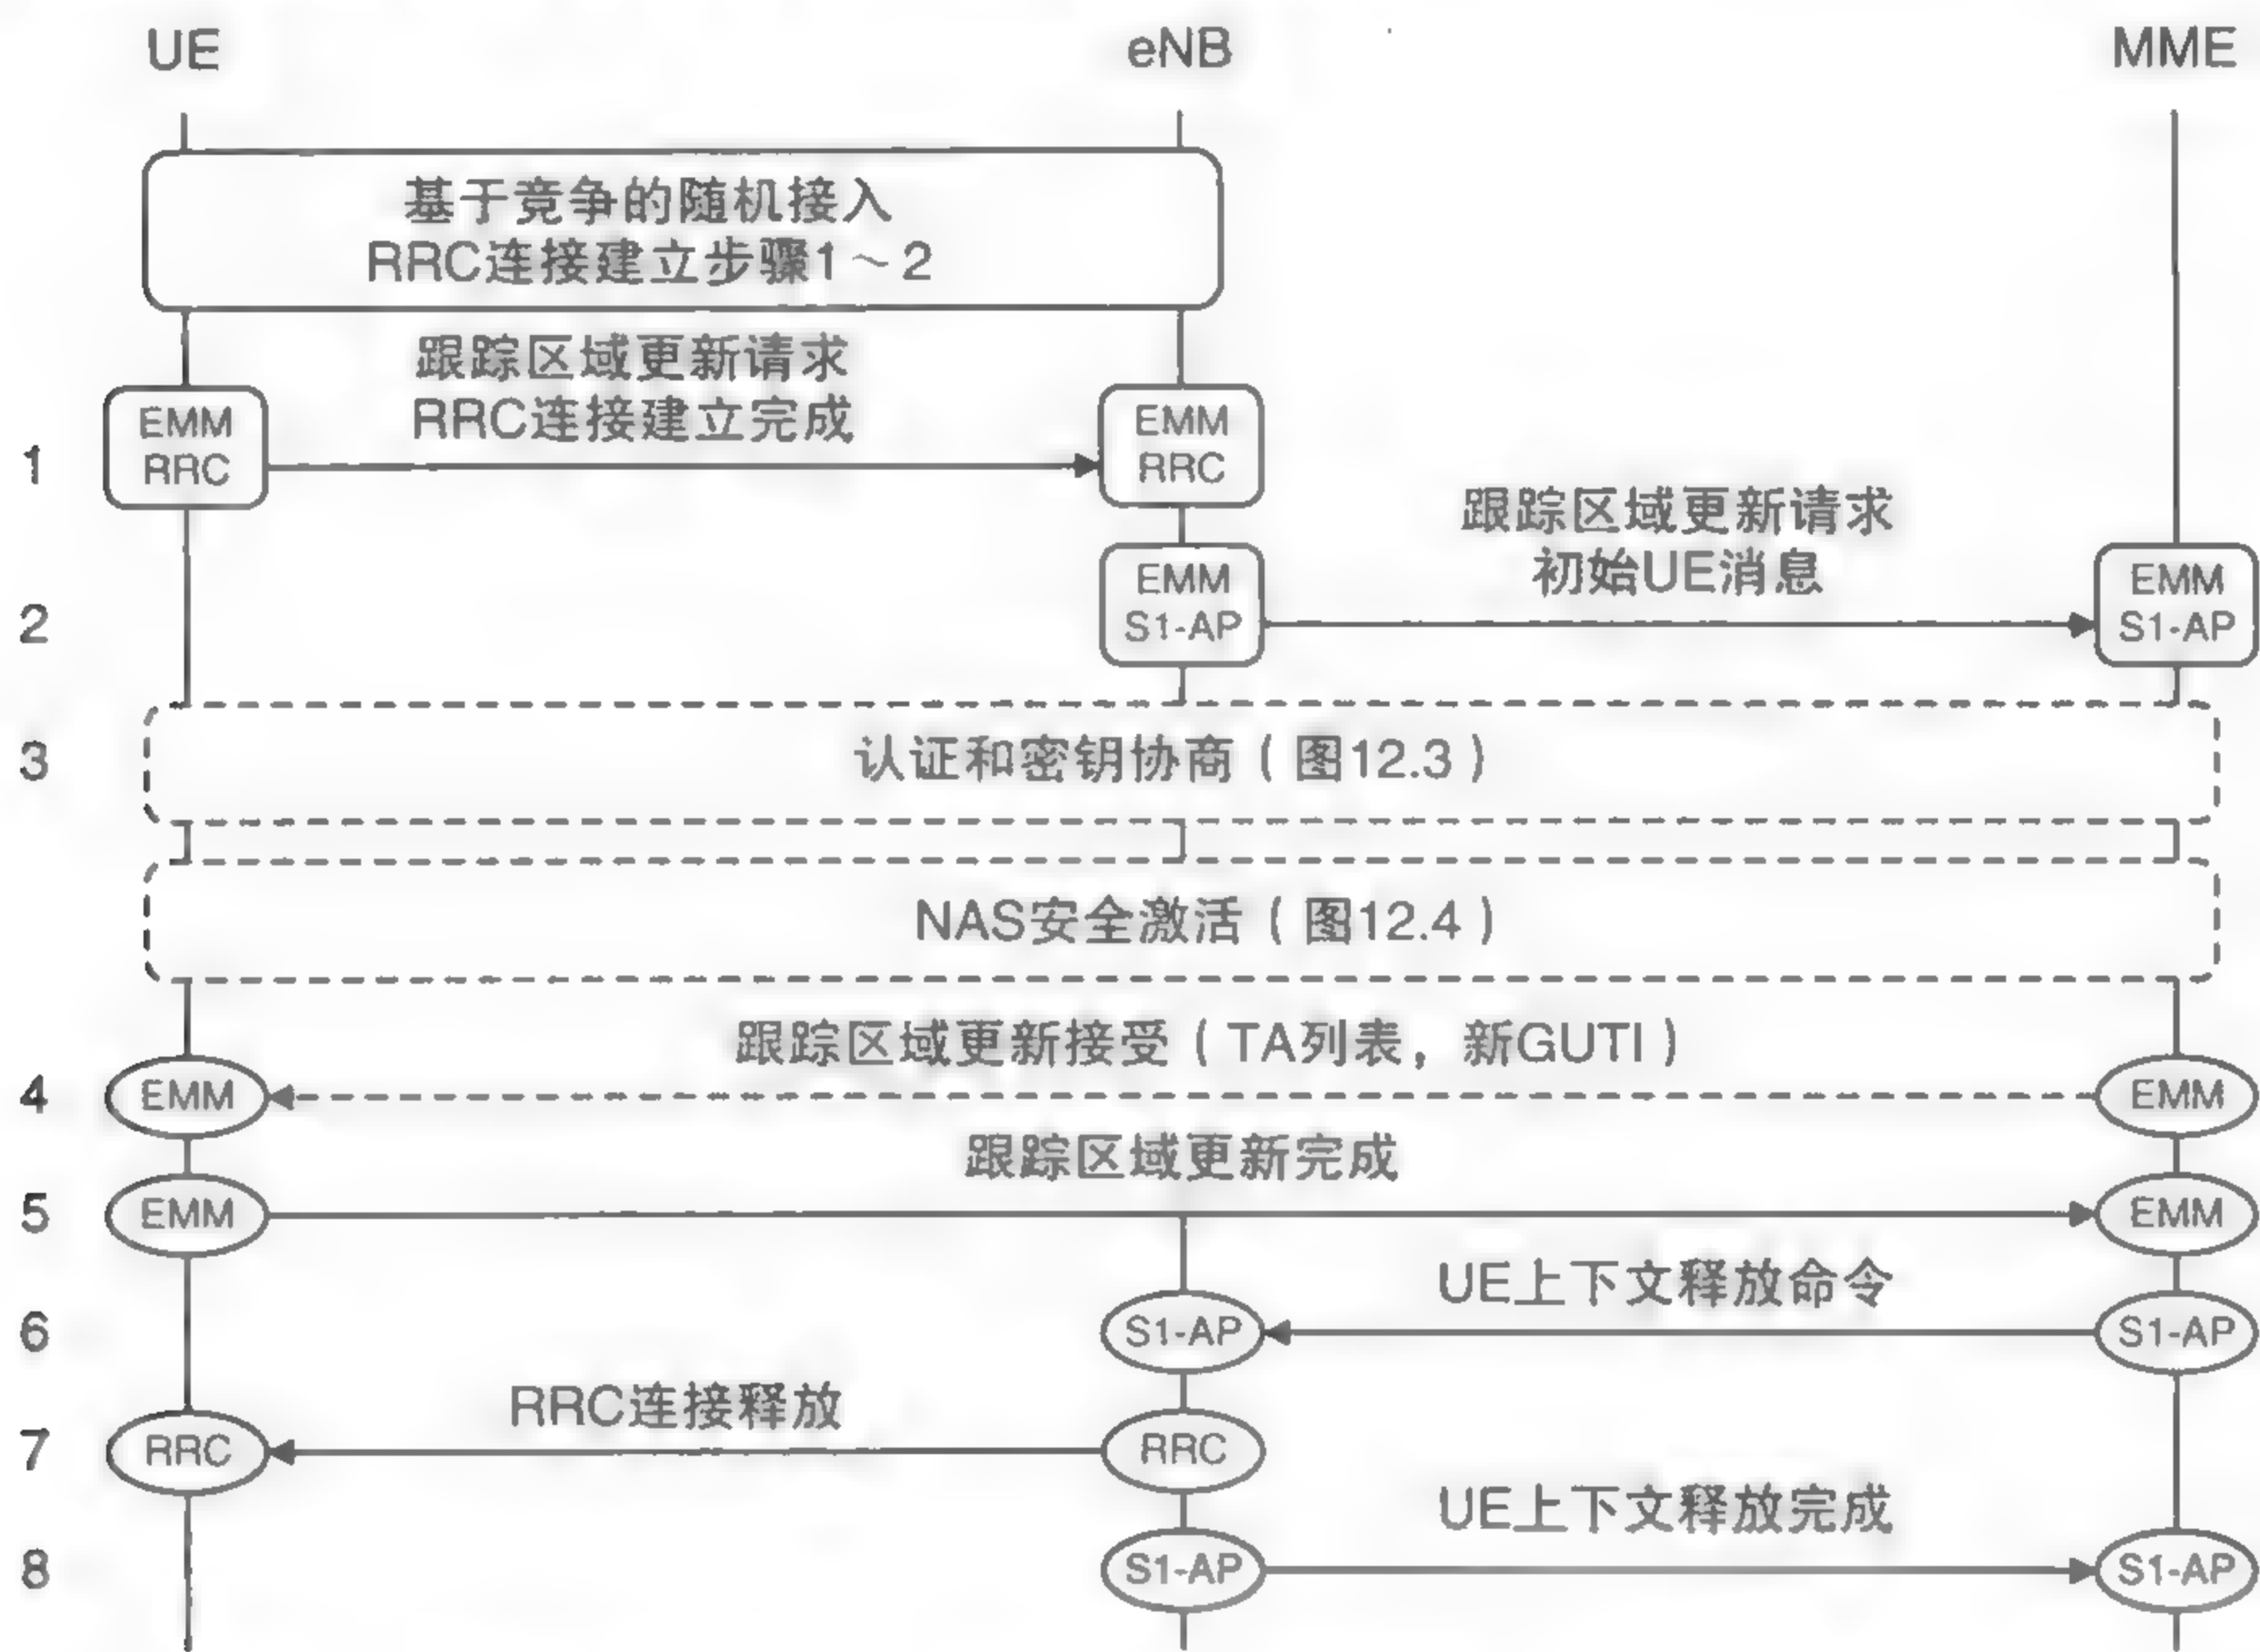 UE
eNB
MME
基于竞争的随机接入
RRC连接建立步骤1～2
跟踪区域更新请求
RRC连接建立完成
1
EMM
RRC
EMM
RRC
跟踪区域更新请求
初始UE消息
2
EMM
S1-AP
EMM
S1-AP
3
认证和密钥协商（图12.3）
NAS安全激活（图12.4）
跟踪区域更新接受（TA列表，新GUTI）
4
EMM
EMM
跟踪区域更新完成
5
EMM
EMM
UE上下文释放命令
6
S1-AP
S1-AP
RRC连接释放
7
RRC
RRC
UE上下文释放完成
8
S1-AP
S1-AP